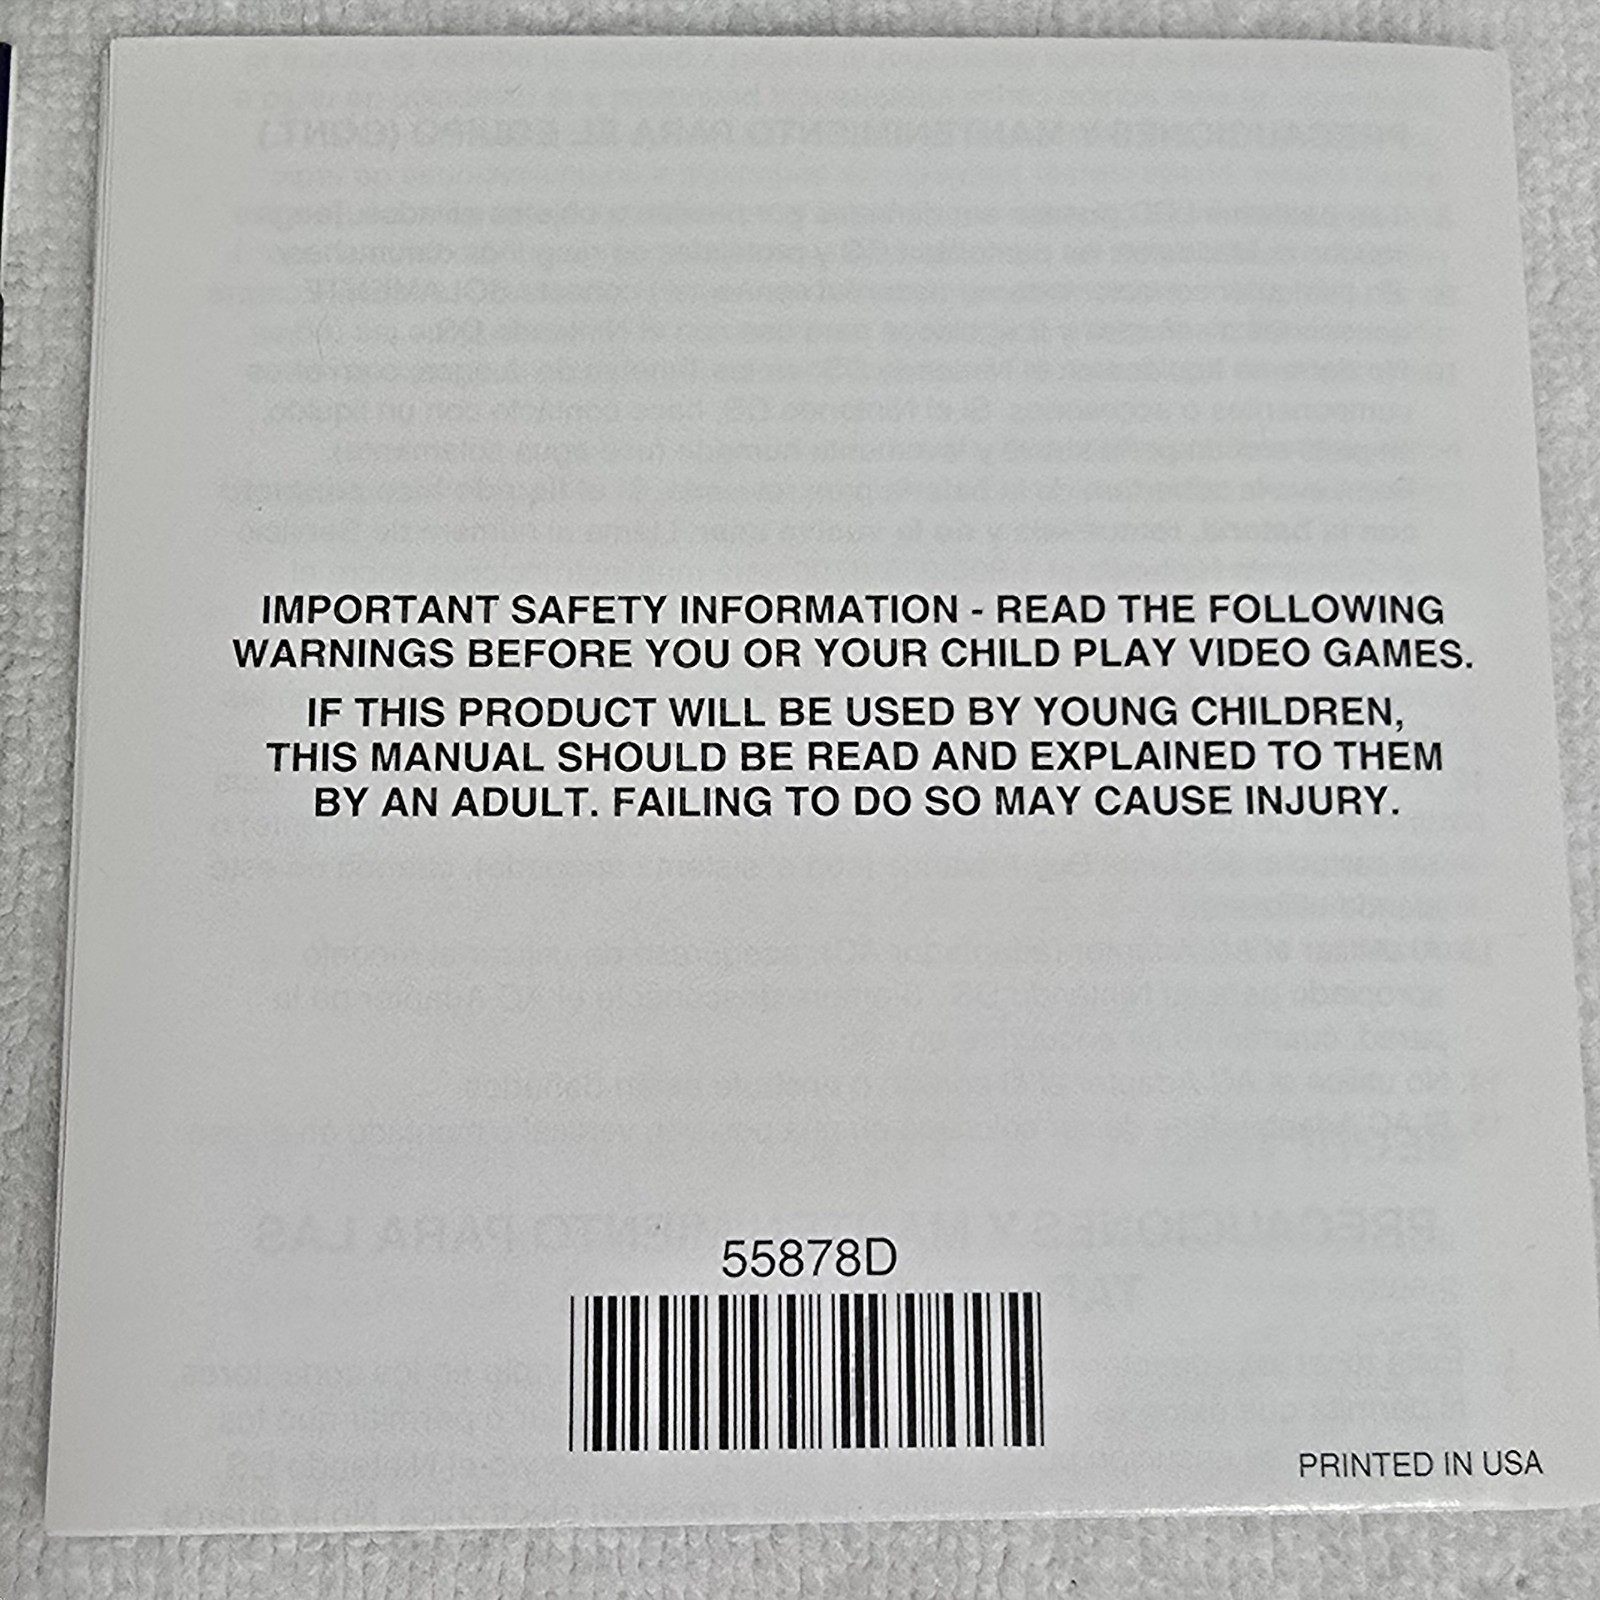 IMPORTANT SAFETY INFORMATION - READ THE FOLLOWING
WARNINGS BEFORE YOU OR YOUR CHILD PLAY VIDEO GAMES.
IF THIS PRODUCT WILL BE USED BY YOUNG CHILDREN,
THIS MANUAL SHOULD BE READ AND EXPLAINED TO THEM
BY AN ADULT. FAILING TO DO SO MAY CAUSE INJURY.
55878D
PRINTED IN USA